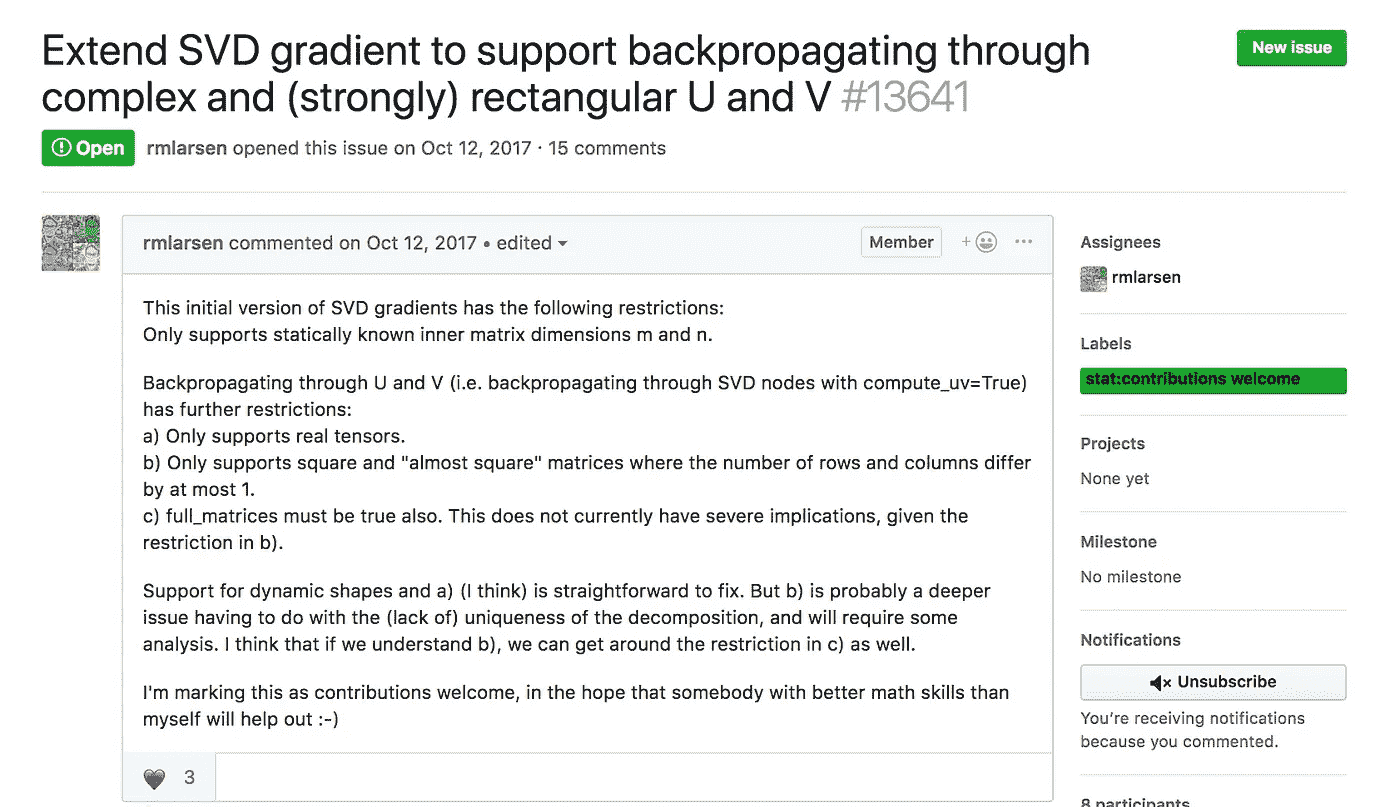 Extend SVD gradient to support backpropagating through
complex and (strongly) rectangular U and V #13641
New issue
Open
rmlarsen opened this issue on Oct 12, 2017 · 15 comments
rmlarsen commented on Oct 12, 2017 • edited
Member
This initial version of SVD gradients has the following restrictions:
Only supports statically known inner matrix dimensions m and n.
Backpropagating through U and V (i.e. backpropagating through SVD nodes with compute_uv=True)
has further restrictions:
a) Only supports real tensors.
b) Only supports square and "almost square" matrices where the number of rows and columns differ
by at most 1.
c) full_matrices must be true also. This does not currently have severe implications, given the
restriction in b).
Support for dynamic shapes and a) (I think) is straightforward to fix. But b) is probably a deeper
issue having to do with the (lack of) uniqueness of the decomposition, and will require some
analysis. I think that if we understand b), we can get around the restriction in c) as well.
I'm marking this as contributions welcome, in the hope that somebody with better math skills than
myself will help out :-)
3
Assignees
rmlarsen
Labels
stat:contributions welcome
Projects
None yet
Milestone
No milestone
Notifications
Unsubscribe
You're receiving notifications
because you commented.
8 participants